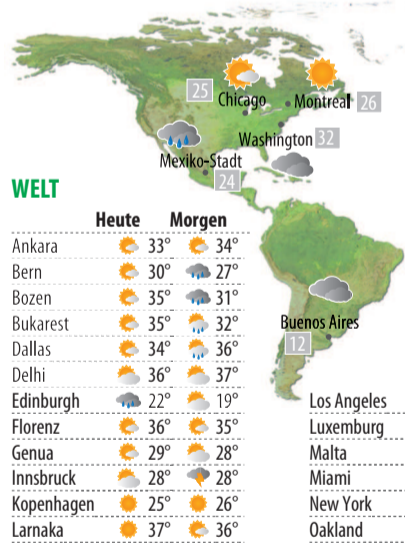 25
Chicago
Montreal 26
Washington 32
Mexiko-Stadt
24
WELT
Heute Morgen
Ankara 33° 34°
Bern 30° 27°
Bozen 35° 31°
Bukarest 35° 32°
Dallas 34° 36°
Delhi 36° 37°
Edinburgh 22° 19°
Florenz 36° 35°
Genua 29° 28°
Innsbruck 28° 28°
Kopenhagen 25° 26°
Larnaka 37° 36°
Buenos Aires
12
Los Angeles
Luxemburg
Malta
Miami
New York
Oakland